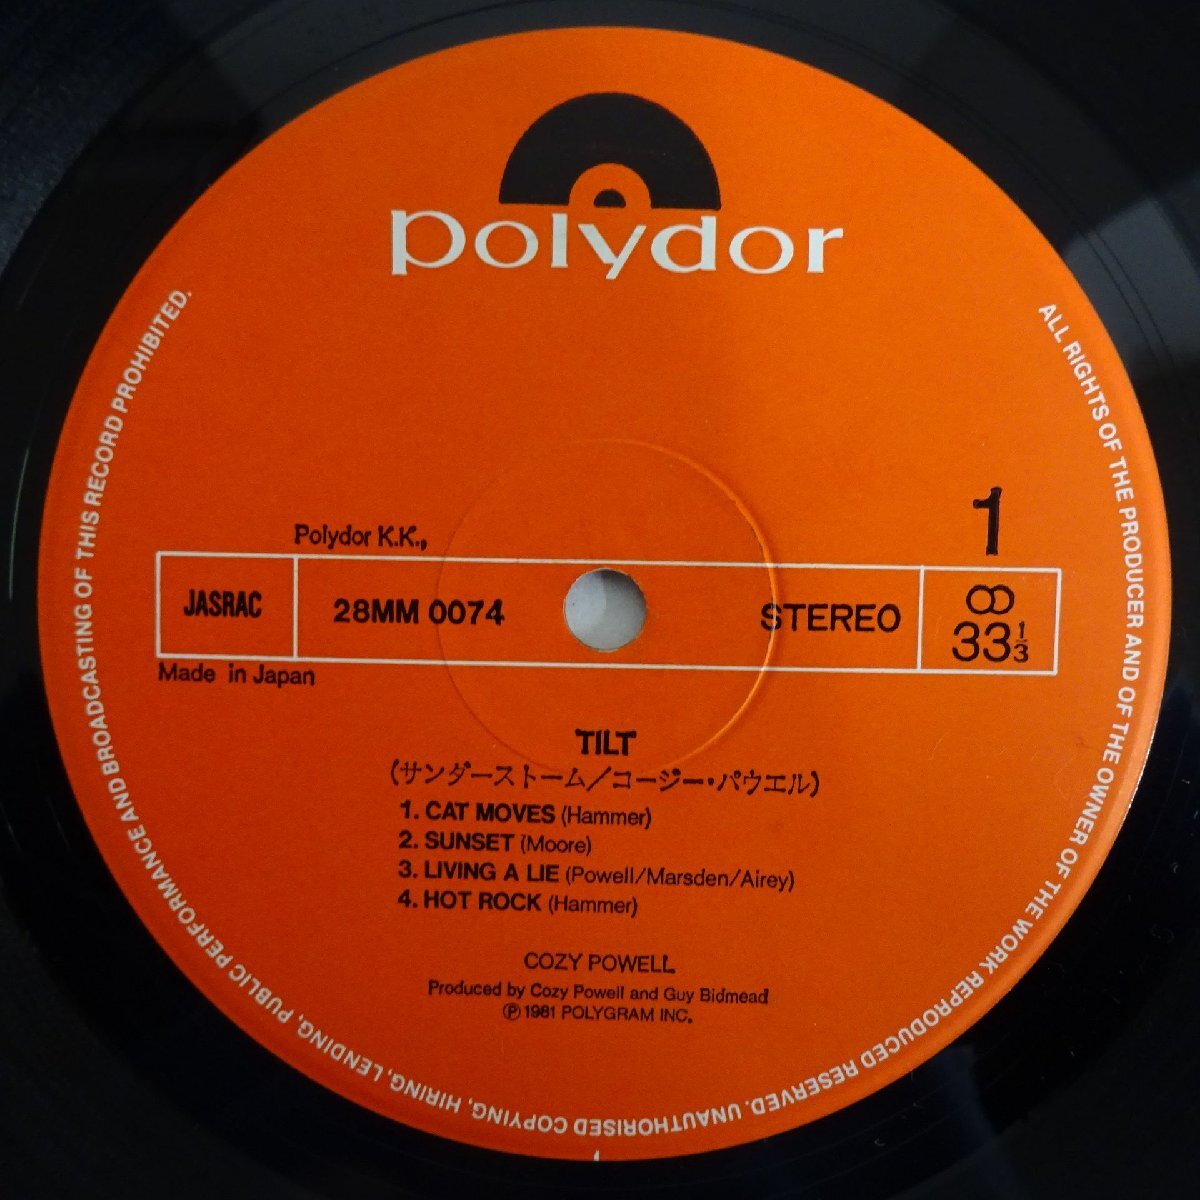 polydor
ALL RIGHTS OF THE PRODUCER AND OF THE OWNER OF THE WORK REPRODUCED RESERVED. UNAUTHORISED COPYING, HIRING, LENDING, PUBLIC PERFORMANCE AND BROADCASTING OF THIS RECORD PROHIBITED.
1
Polydor K.K.,
JASRAC 28MM 0074 STEREO ∞ 33⅓
Made in Japan
TILT
(サンダーストーム/コージー・パウエル)
1. CAT MOVES (Hammer)
2. SUNSET (Moore)
3. LIVING A LIE (Powell/Marsden/Airey)
4. HOT ROCK (Hammer)
COZY POWELL
Produced by Cozy Powell and Guy Bidmead
℗ 1981 POLYGRAM INC.